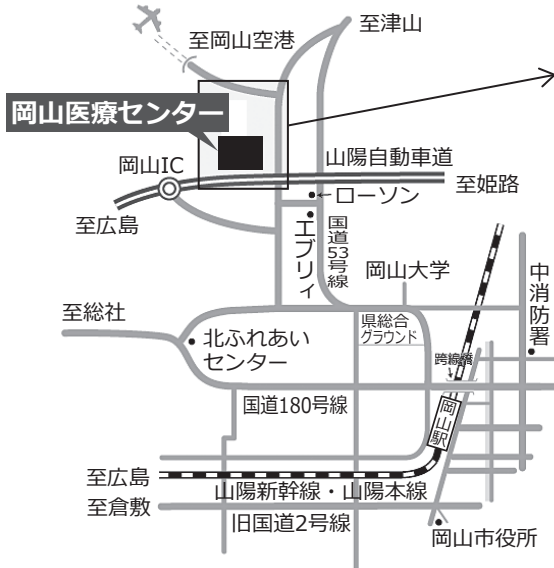 至津山
至岡山空港
岡山医療センター
岡山IC
山陽自動車道
至姫路
ローソン
至広島
エブリィ
国道53号線
岡山大学
中消防署
至総社
県総合
グラウンド
北ふれあい
センター
跨線橋
国道180号線
岡山駅
至広島
山陽新幹線・山陽本線
至倉敷
旧国道2号線
岡山市役所